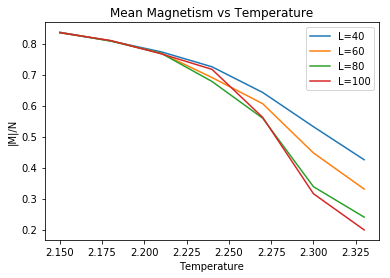 Mean Magnetism vs Temperature
|M|/N
0.8
0.7
0.6
0.5
0.4
0.3
0.2
L=40
L=60
L=80
L=100
2.150 2.175 2.200 2.225 2.250 2.275 2.300 2.325
Temperature